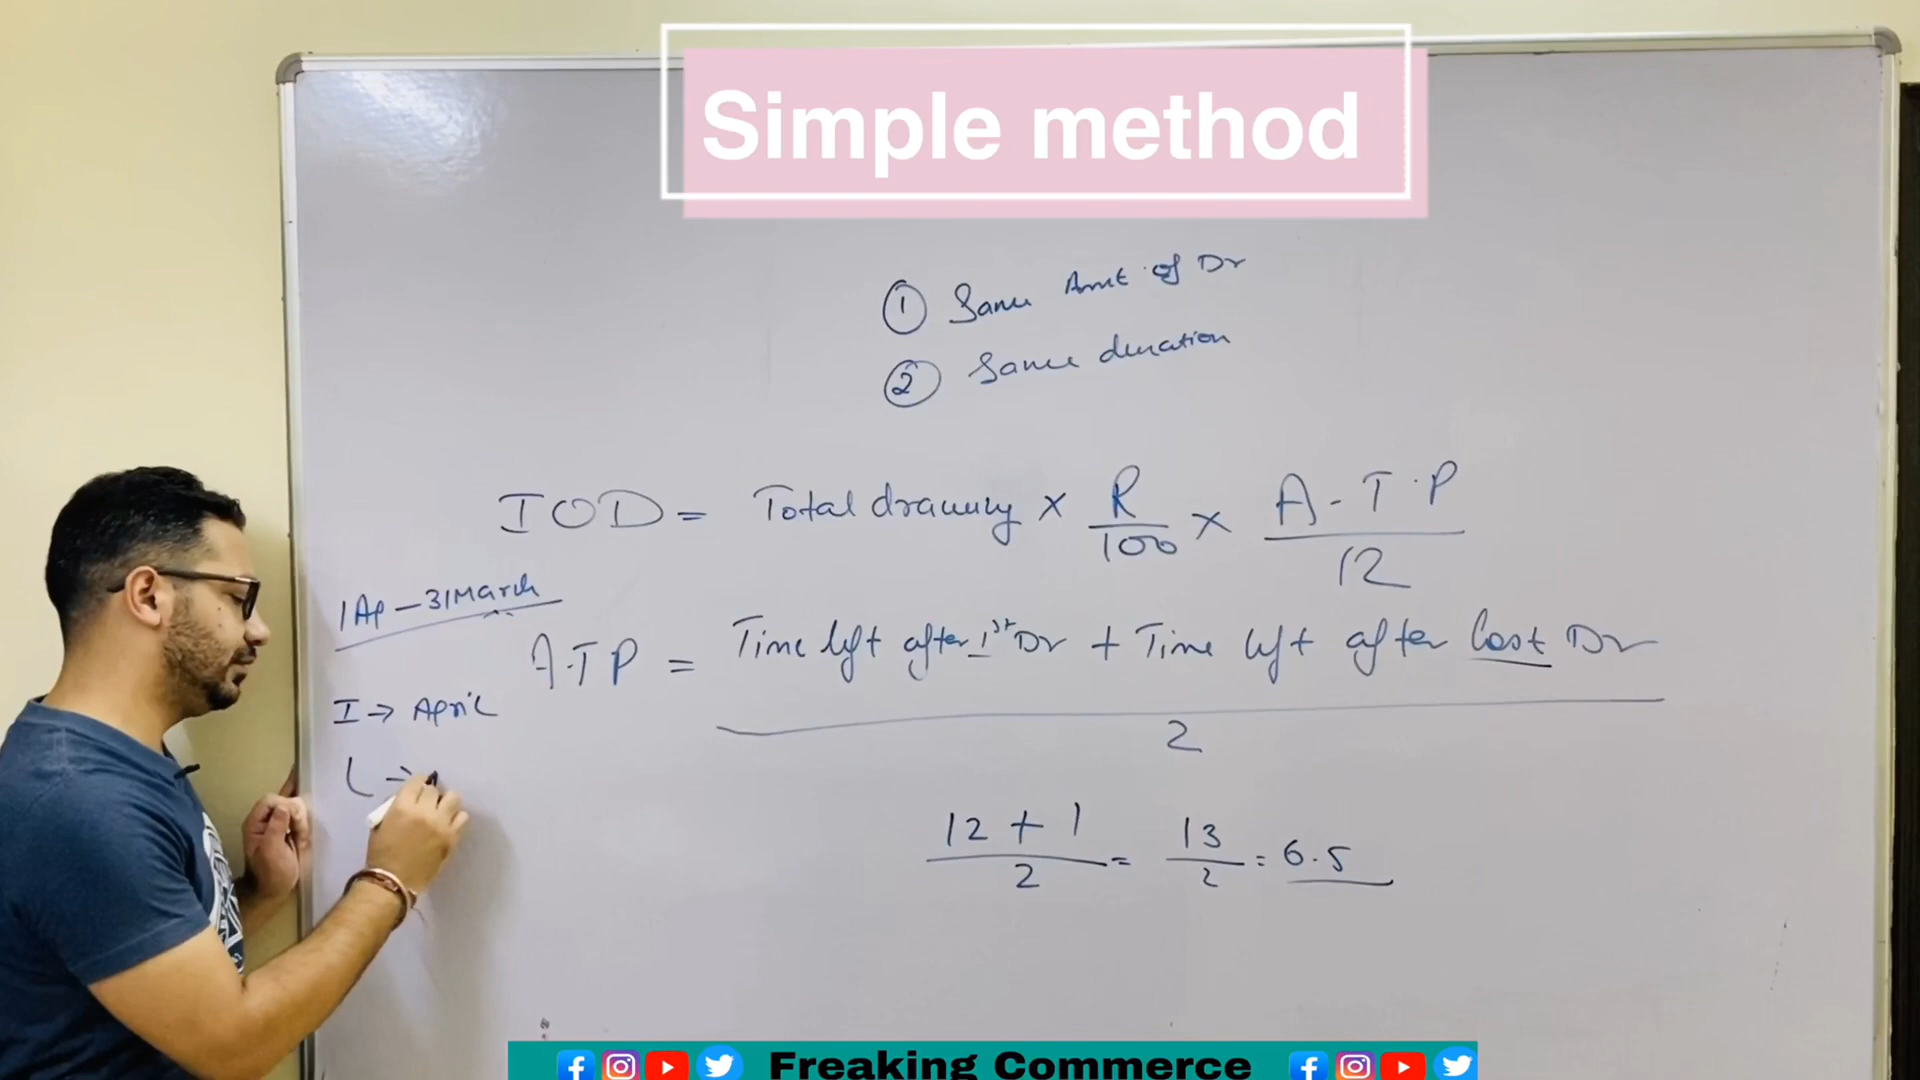 Simple method
① Same Amt of Dr
② Same duration
IOD = Total drawing × R/100 × A.T.P/12
1 Ap – 31 March
A.T.P = Time left after 1st Dr + Time left after last Dr
2
I → April
L →
12 + 1/2 = 13/2 = 6.5
Freaking Commerce